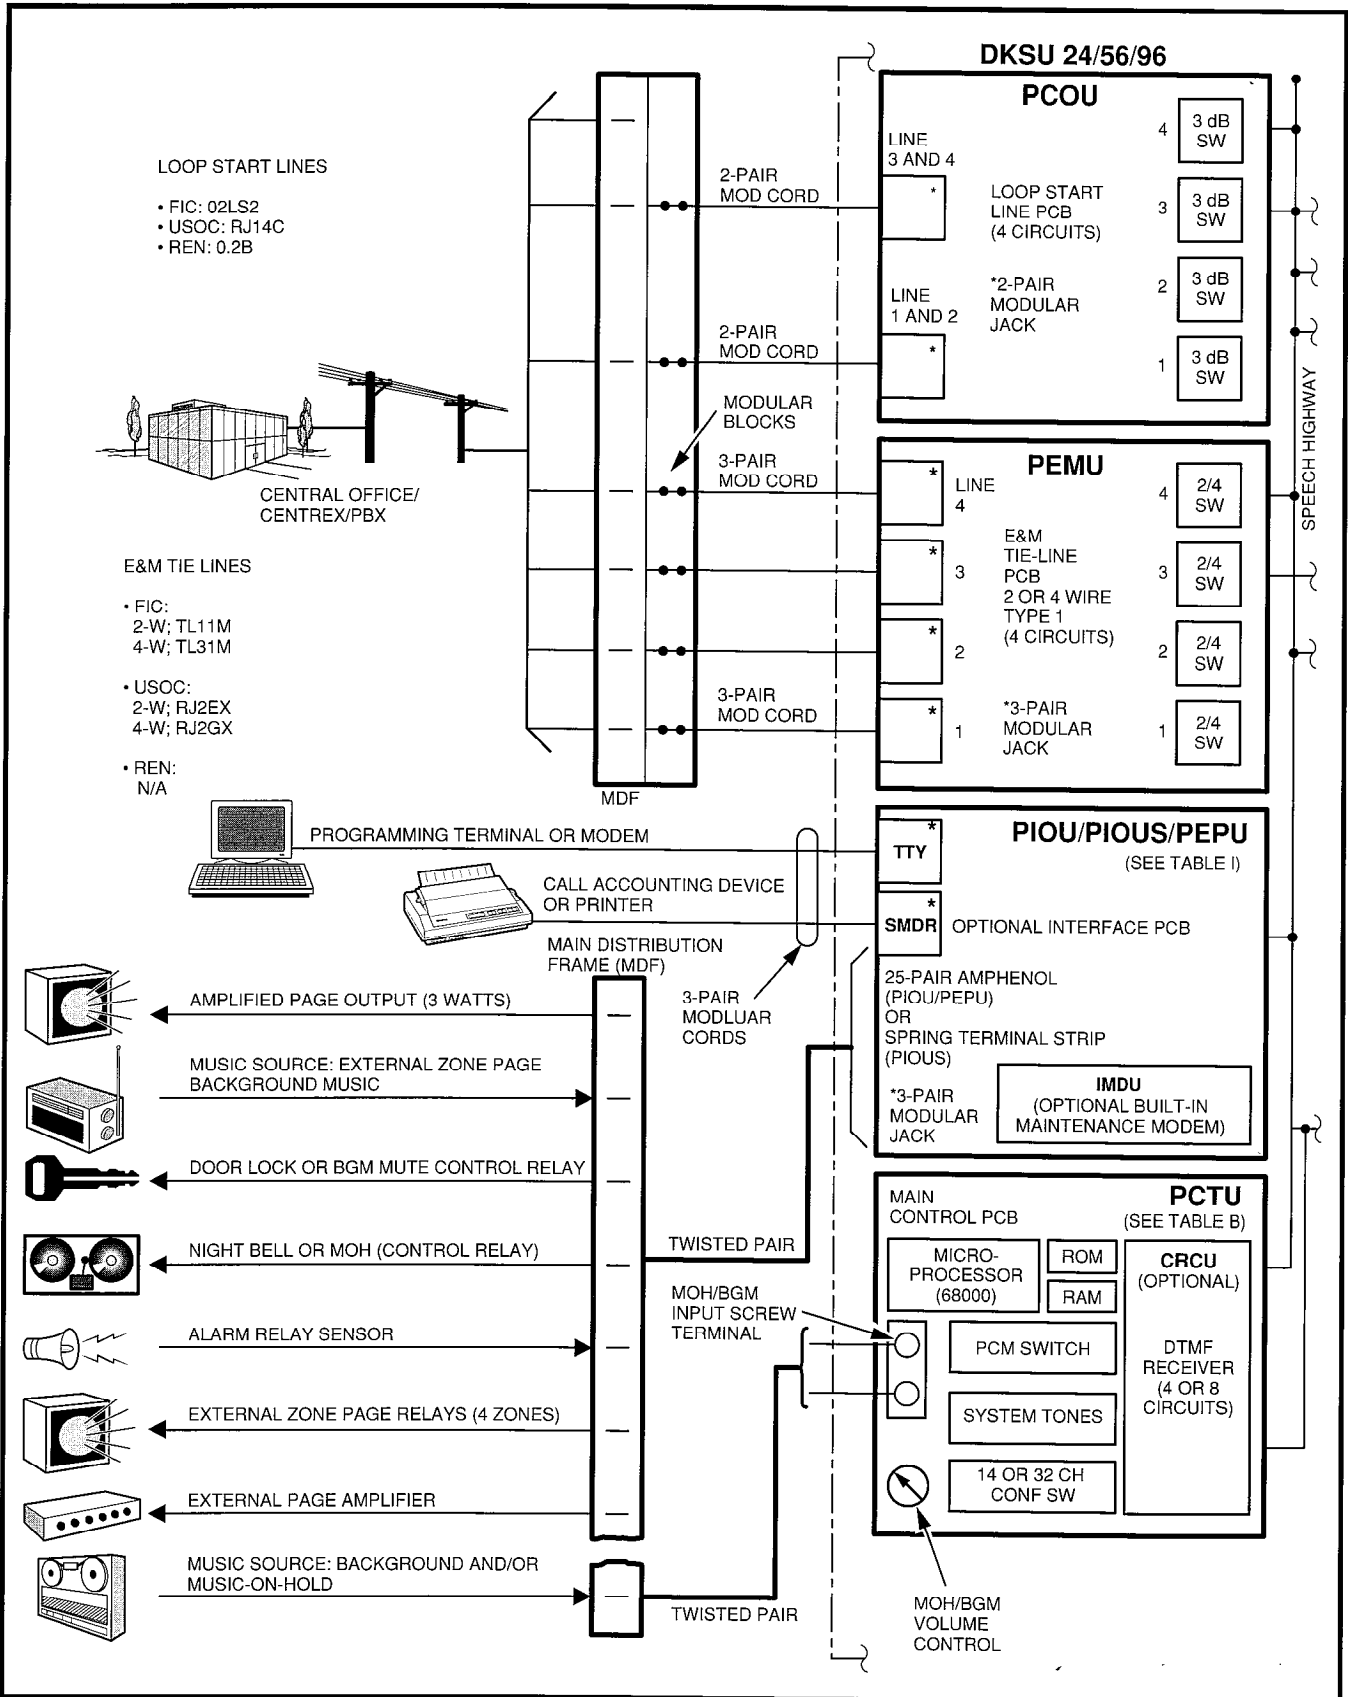 DKSU 24/56/96
PCOU
LINE
3 AND 4
*
LOOP START
LINE PCB
(4 CIRCUITS)
4
3 dB
SW
3
3 dB
SW
LINE
1 AND 2
*
*2-PAIR
MODULAR
JACK
2
3 dB
SW
1
3 dB
SW
LOOP START LINES
• FIC: 02LS2
• USOC: RJ14C
• REN: 0.2B
2-PAIR
MOD CORD
2-PAIR
MOD CORD
MODULAR
BLOCKS
3-PAIR
MOD CORD
3-PAIR
MOD CORD
SPEECH HIGHWAY
CENTRAL OFFICE/
CENTREX/PBX
E&M TIE LINES
• FIC:
2-W; TL11M
4-W; TL31M
• USOC:
2-W; RJ2EX
4-W; RJ2GX
• REN:
N/A
MDF
PEMU
*
LINE
4
*
3
*
2
*
1
E&M
TIE-LINE
PCB
2 OR 4 WIRE
TYPE 1
(4 CIRCUITS)
*3-PAIR
MODULAR
JACK
4
2/4
SW
3
2/4
SW
2
2/4
SW
1
2/4
SW
PROGRAMMING TERMINAL OR MODEM
CALL ACCOUNTING DEVICE
OR PRINTER
3-PAIR
MODLUAR
CORDS
PIOU/PIOUS/PEPU
(SEE TABLE I)
*
TTY
*
SMDR
OPTIONAL INTERFACE PCB
25-PAIR AMPHENOL
(PIOU/PEPU)
OR
SPRING TERMINAL STRIP
(PIOUS)
*3-PAIR
MODULAR
JACK
IMDU
(OPTIONAL BUILT-IN
MAINTENANCE MODEM)
MAIN DISTRIBUTION
FRAME (MDF)
AMPLIFIED PAGE OUTPUT (3 WATTS)
MUSIC SOURCE: EXTERNAL ZONE PAGE
BACKGROUND MUSIC
DOOR LOCK OR BGM MUTE CONTROL RELAY
NIGHT BELL OR MOH (CONTROL RELAY)
ALARM RELAY SENSOR
EXTERNAL ZONE PAGE RELAYS (4 ZONES)
EXTERNAL PAGE AMPLIFIER
MUSIC SOURCE: BACKGROUND AND/OR
MUSIC-ON-HOLD
TWISTED PAIR
MOH/BGM
INPUT SCREW
TERMINAL
TWISTED PAIR
MAIN
CONTROL PCB
PCTU
(SEE TABLE B)
MICRO-
PROCESSOR
(68000)
ROM
RAM
PCM SWITCH
SYSTEM TONES
14 OR 32 CH
CONF SW
CRCU
(OPTIONAL)
DTMF
RECEIVER
(4 OR 8
CIRCUITS)
MOH/BGM
VOLUME
CONTROL